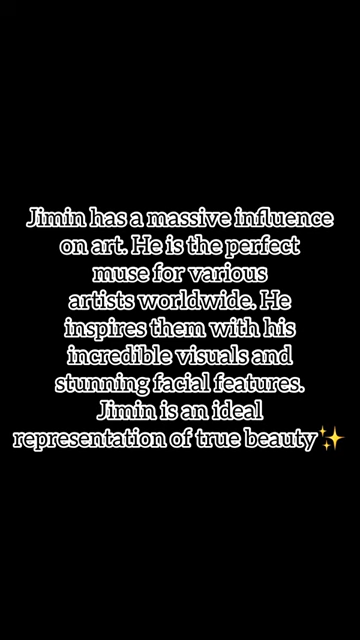 Jimin has a massive influence
on art. He is the perfect
muse for various
artists worldwide. He
inspires them with his
incredible visuals and
stunning facial features.
Jimin is an ideal
representation of true beauty✨